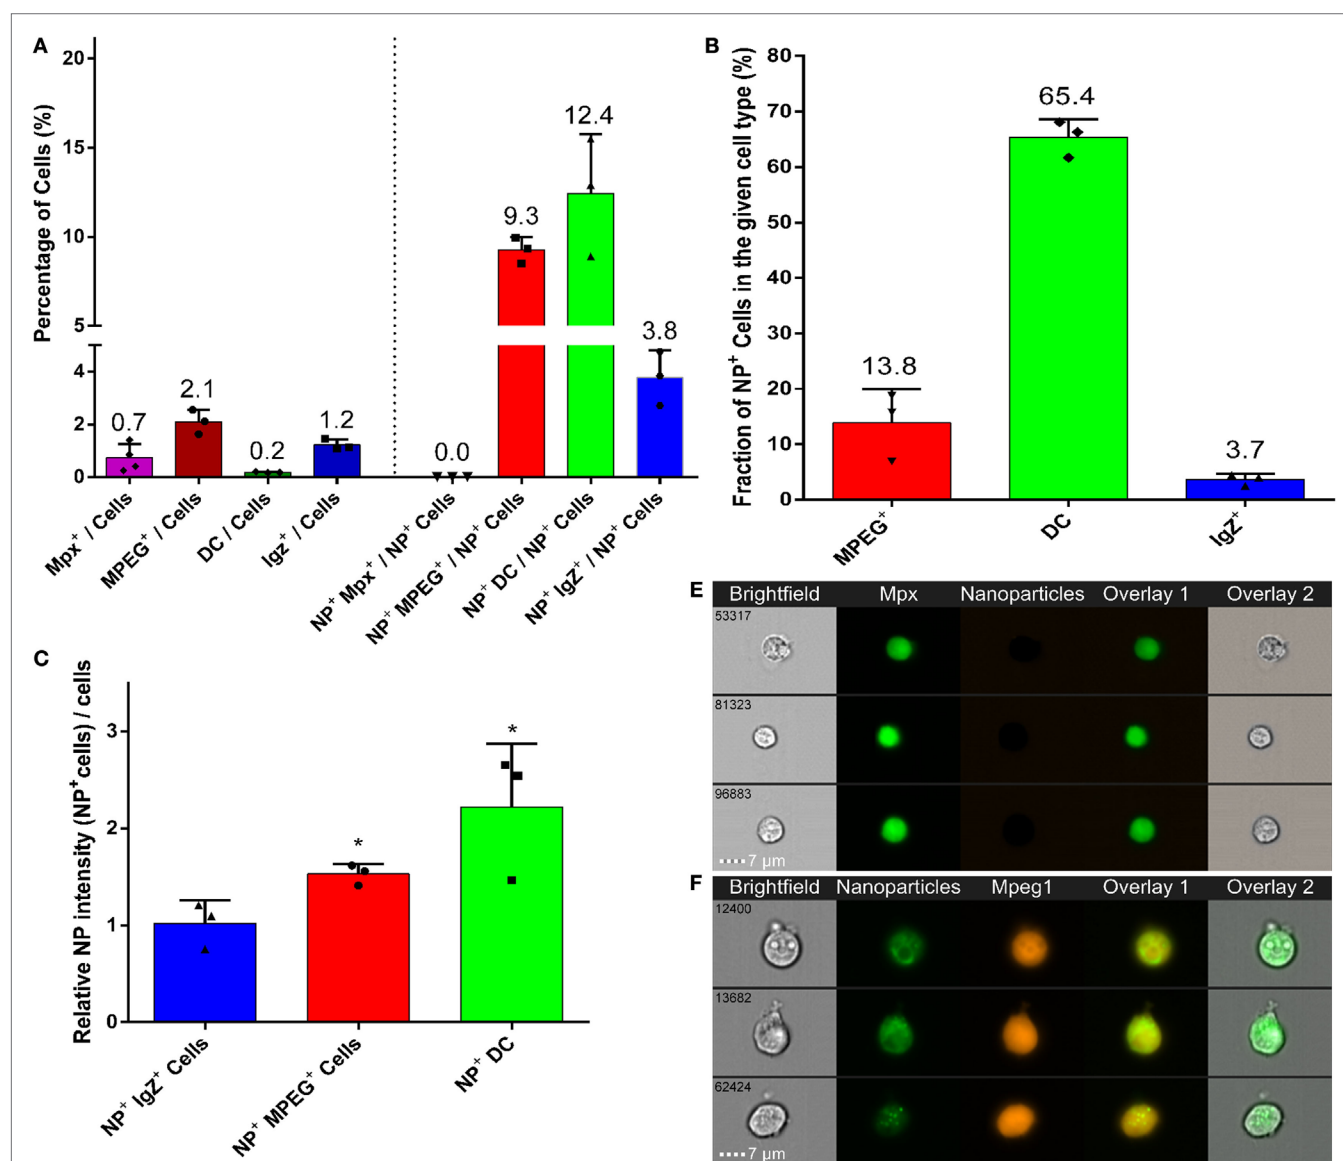 A
Percentage of Cells (%)
20
15
10
5
4
2
0
0.7
2.1
0.2
1.2
0.0
9.3
12.4
3.8
Mpx+ / Cells
MPEG+ / Cells
DC / Cells
IgZ+ / Cells
NP+ Mpx+ / NP+ Cells
NP+ MPEG+ / NP+ Cells
NP+ DC / NP+ Cells
NP+ IgZ+ / NP+ Cells
B
Fraction of NP+ Cells in the given cell type (%)
80
70
60
50
40
30
20
10
0
13.8
65.4
3.7
MPEG+
DC
IgZ+
C
Relative NP intensity (NP+cells) / cells
3
2
1
0
*
*
NP+ IgZ+ Cells
NP+ MPEG+ Cells
NP+ DC
E
Brightfield Mpx Nanoparticles Overlay 1 Overlay 2
53317
81323
96883
7 µm
F
Brightfield Nanoparticles Mpeg1 Overlay 1 Overlay 2
12400
13682
62424
7 µm